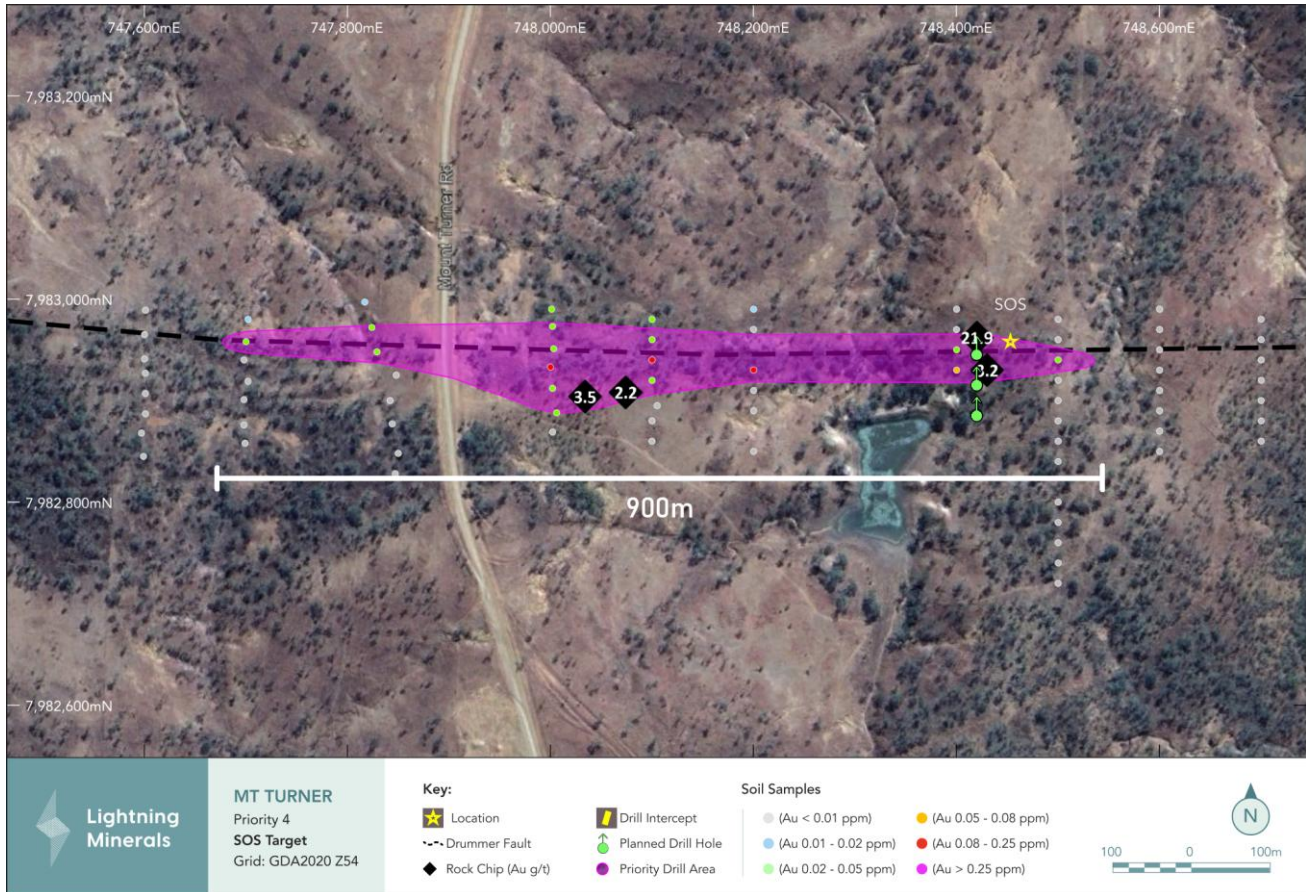 747,600mE
747,800mE
748,000mE
748,200mE
748,400mE
748,600mE
7,983,200mN
Mount Turner Rd
7,983,000mN
SOS
21.9
3.2
3.5
2.2
7,982,800mN
900m
7,982,600mN
Lightning
Minerals
MT TURNER
Priority 4
SOS Target
Grid: GDA2020 Z54
Key:
Location
Drummer Fault
Rock Chip (Au g/t)
Drill Intercept
Planned Drill Hole
Priority Drill Area
Soil Samples
(Au < 0.01 ppm)
(Au 0.01 - 0.02 ppm)
(Au 0.02 - 0.05 ppm)
(Au 0.05 - 0.08 ppm)
(Au 0.08 - 0.25 ppm)
(Au > 0.25 ppm)
N
100 0 100m